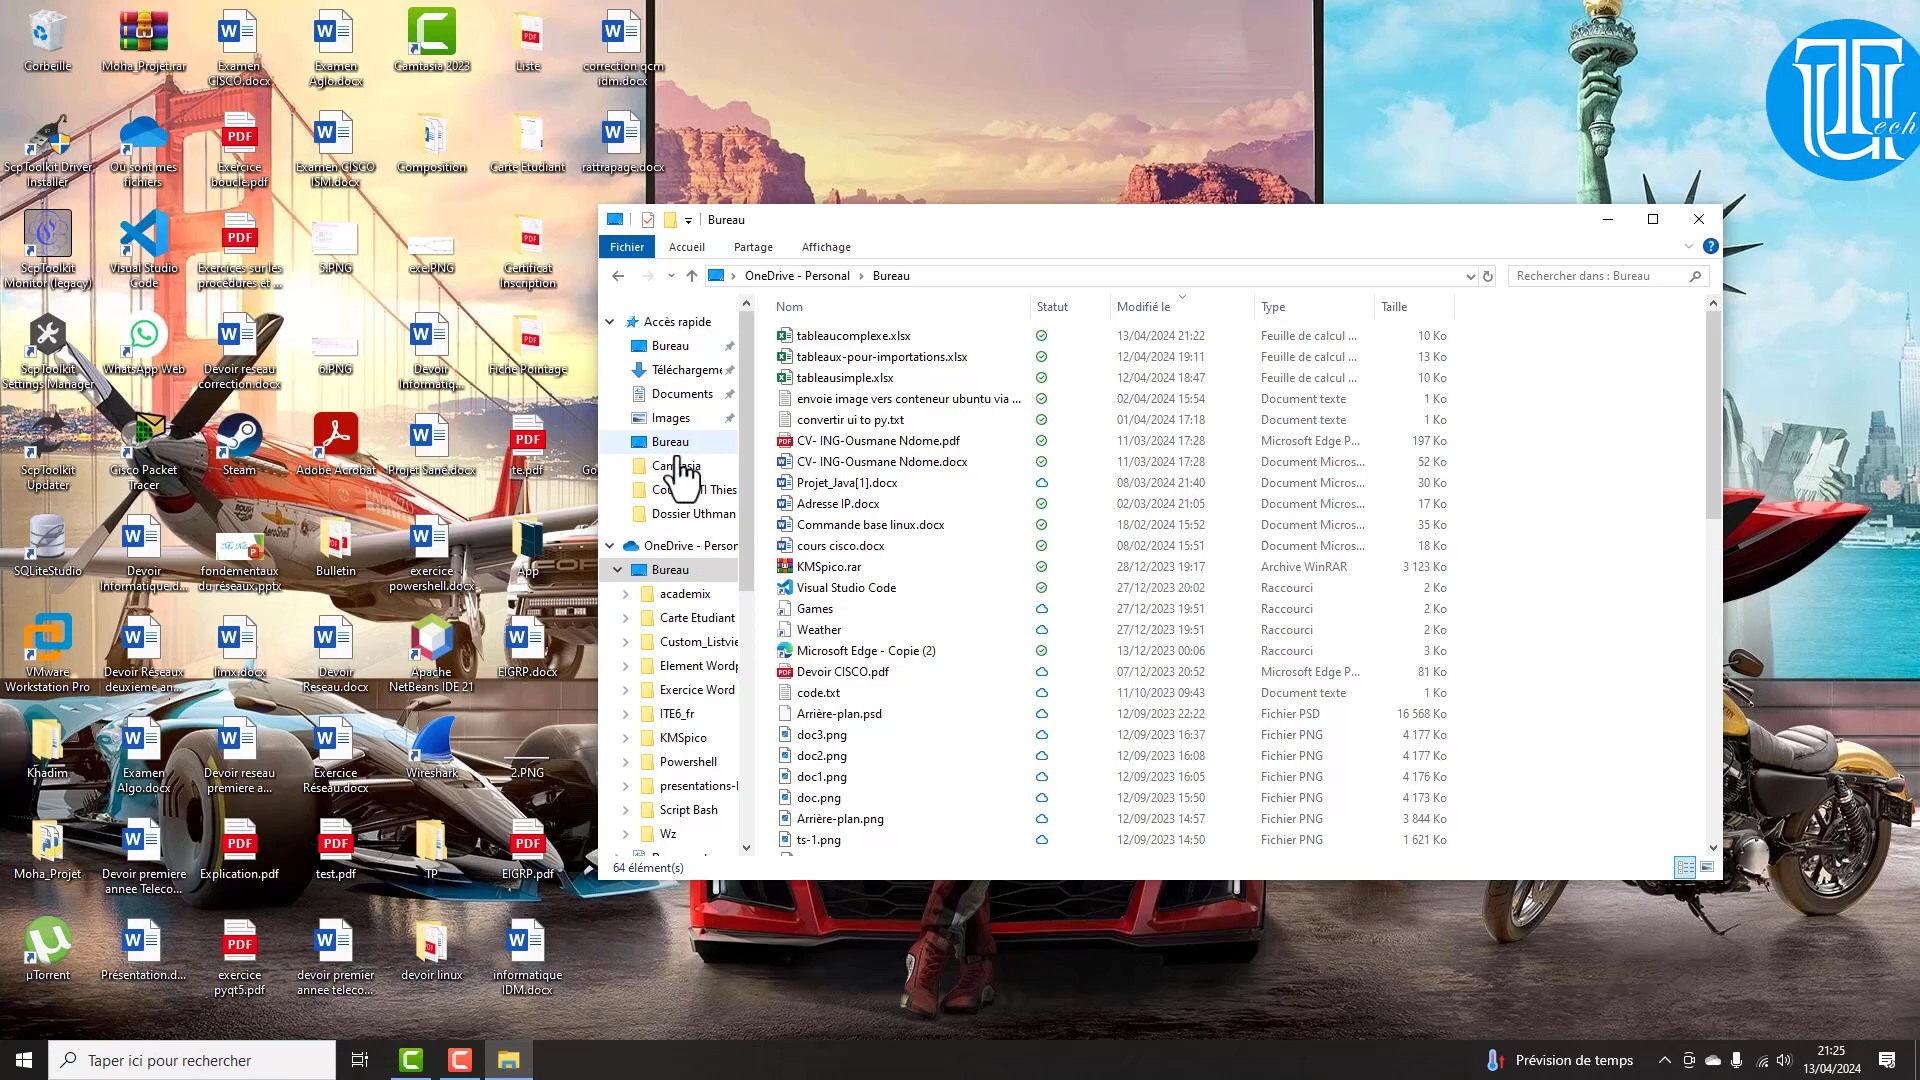 Corbeille
Moha_Projet.rar
Examen
CISCO.docx
Examen
Aglo.docx
Camtasia 2023
Liste
correction qcm
idm.docx
ScpToolkit Driver
Installer
Où sont mes
fichiers
Exercice
boucle.pdf
Examen CISCO
ISM.docx
Composition
Carte Etudiant
rattrapage.docx
ScpToolkit
Monitor (legacy)
Visual Studio
Code
Exercices sur les
procedures et ...
5.PNG
exe.PNG
Certificat
Inscription
ScpToolkit
Settings Manager
WhatsApp Web
Devoir reseau
correction.docx
6.PNG
Devoir
Informatiq...
Fiche Pointage
ScpToolkit
Updater
Cisco Packet
Tracer
Steam
Adobe Acrobat
Projet Sane.docx
te.pdf
Go
SQLiteStudio
Devoir
Informatique.d...
fondementaux
du réseaux.pptx
Bulletin
exercice
powershell.docx
App
VMware
Workstation Pro
Devoir Réseaux
deuxieme an...
limx.docx
Devoir
Reseau.docx
Apache
NetBeans IDE 21
EIGRP.docx
Khadim
Examen
Algo.docx
Devoir reseau
premiere a...
Exercice
Réseau.docx
Wireshark
2.PNG
Moha_Projet
Devoir premiere
annee Teleco...
Explication.pdf
test.pdf
TP
EIGRP.pdf
µTorrent
Présentation.d...
exercice
pyqt5.pdf
devoir premier
annee teleco...
devoir linux
informatique
IDM.docx
UTech
Bureau
Fichier
Accueil
Partage
Affichage
OneDrive - Personal
Bureau
Rechercher dans : Bureau
Accès rapide
Bureau
Téléchargeme
Documents
Images
Bureau
Dossier Uthman
OneDrive - Person
Bureau
academix
Carte Etudiant
Custom_Listvie
Element Wordp
Exercice Word
ITE6_fr
KMSpico
Powershell
presentations-
Script Bash
Wz
Nom Statut Modifié le Type Taille
tableaucomplexe.xlsx 13/04/2024 21:22 Feuille de calcul ... 10 Ko
tableaux-pour-importations.xlsx 12/04/2024 19:11 Feuille de calcul ... 13 Ko
tableausimple.xlsx 12/04/2024 18:47 Feuille de calcul ... 10 Ko
envoie image vers conteneur ubuntu via ... 02/04/2024 15:54 Document texte 1 Ko
convertir ui to py.txt 01/04/2024 17:18 Document texte 1 Ko
CV- ING-Ousmane Ndome.pdf 11/03/2024 17:28 Microsoft Edge P... 197 Ko
CV- ING-Ousmane Ndome.docx 11/03/2024 17:28 Document Micros... 52 Ko
Projet_Java[1].docx 08/03/2024 21:40 Document Micros... 30 Ko
Adresse IP.docx 02/03/2024 21:05 Document Micros... 17 Ko
Commande base linux.docx 18/02/2024 15:52 Document Micros... 35 Ko
cours cisco.docx 08/02/2024 15:51 Document Micros... 18 Ko
KMSpico.rar 28/12/2023 19:17 Archive WinRAR 3 123 Ko
Visual Studio Code 27/12/2023 20:02 Raccourci 2 Ko
Games 27/12/2023 19:51 Raccourci 2 Ko
Weather 27/12/2023 19:51 Raccourci 2 Ko
Microsoft Edge - Copie (2) 13/12/2023 00:06 Raccourci 3 Ko
Devoir CISCO.pdf 07/12/2023 20:52 Microsoft Edge P... 81 Ko
code.txt 11/10/2023 09:43 Document texte 1 Ko
Arrière-plan.psd 12/09/2023 22:22 Fichier PSD 16 568 Ko
doc3.png 12/09/2023 16:37 Fichier PNG 4 177 Ko
doc2.png 12/09/2023 16:08 Fichier PNG 4 177 Ko
doc1.png 12/09/2023 16:05 Fichier PNG 4 176 Ko
doc.png 12/09/2023 15:50 Fichier PNG 4 173 Ko
Arrière-plan.png 12/09/2023 14:57 Fichier PNG 3 844 Ko
ts-1.png 12/09/2023 14:50 Fichier PNG 1 621 Ko
64 élément(s)
Taper ici pour rechercher
Prévision de temps
21:25
13/04/2024